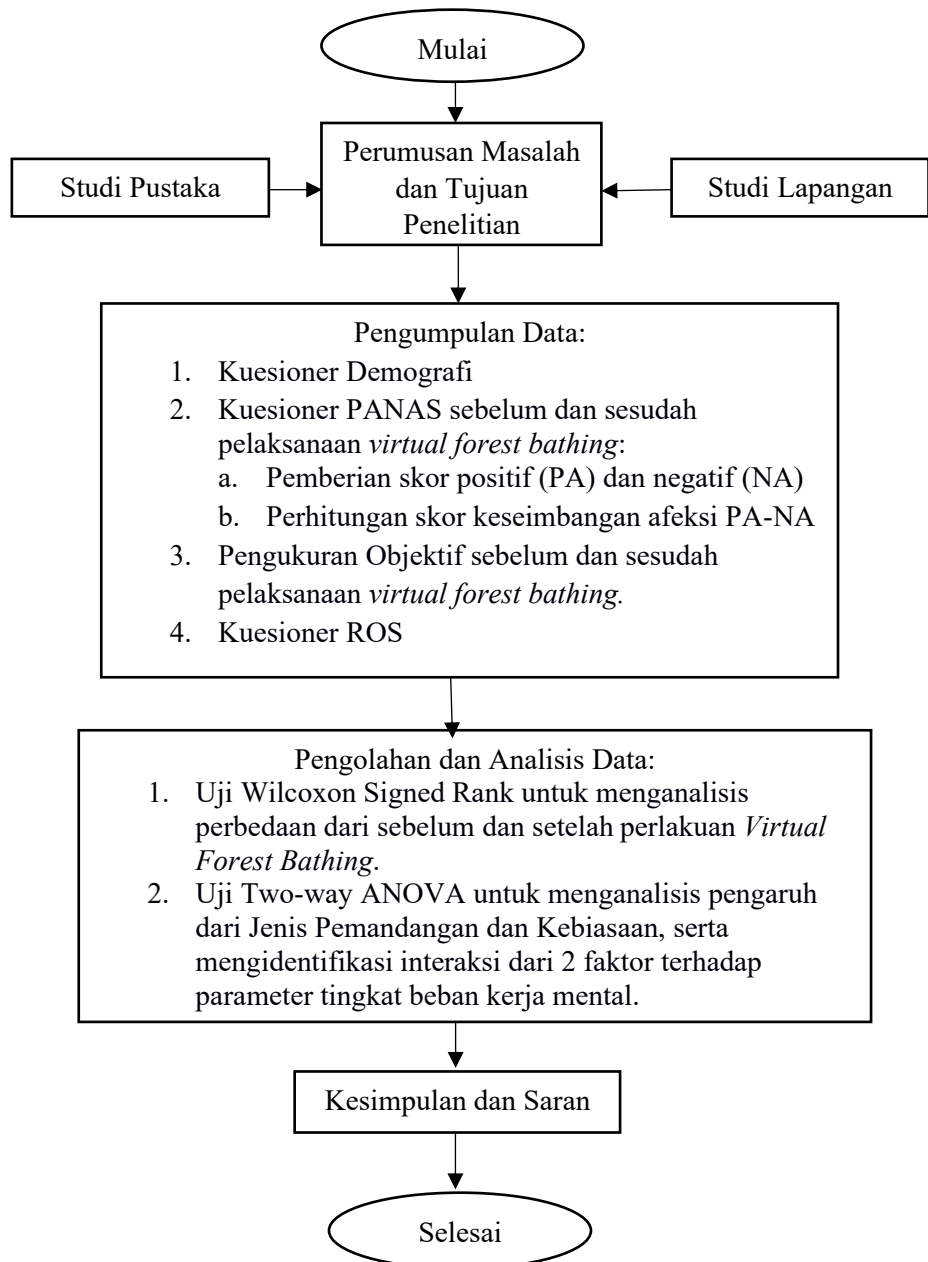 Mulai
Perumusan Masalah
dan Tujuan
Penelitian
Studi Pustaka
Studi Lapangan
Pengumpulan Data:
1. Kuesioner Demografi
2. Kuesioner PANAS sebelum dan sesudah
pelaksanaan virtual forest bathing:
a. Pemberian skor positif (PA) dan negatif (NA)
b. Perhitungan skor keseimbangan afeksi PA-NA
3. Pengukuran Objektif sebelum dan sesudah
pelaksanaan virtual forest bathing.
4. Kuesioner ROS
Pengolahan dan Analisis Data:
1. Uji Wilcoxon Signed Rank untuk menganalisis
perbedaan dari sebelum dan setelah perlakuan Virtual
Forest Bathing.
2. Uji Two-way ANOVA untuk menganalisis pengaruh
dari Jenis Pemandangan dan Kebiasaan, serta
mengidentifikasi interaksi dari 2 faktor terhadap
parameter tingkat beban kerja mental.
Kesimpulan dan Saran
Selesai